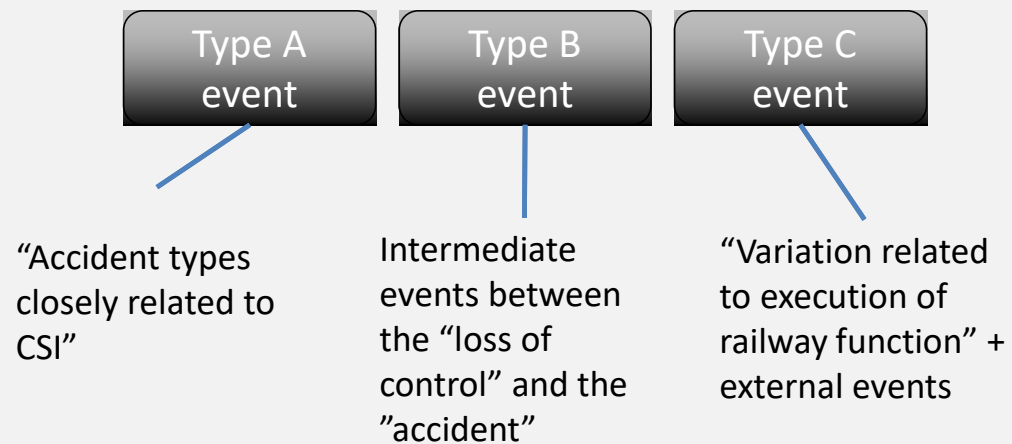 Type A
event
Type B
event
Type C
event
“Accident types
closely related to
CSI”
Intermediate
events between
the “loss of
control” and the
”accident”
“Variation related
to execution of
railway function” +
external events